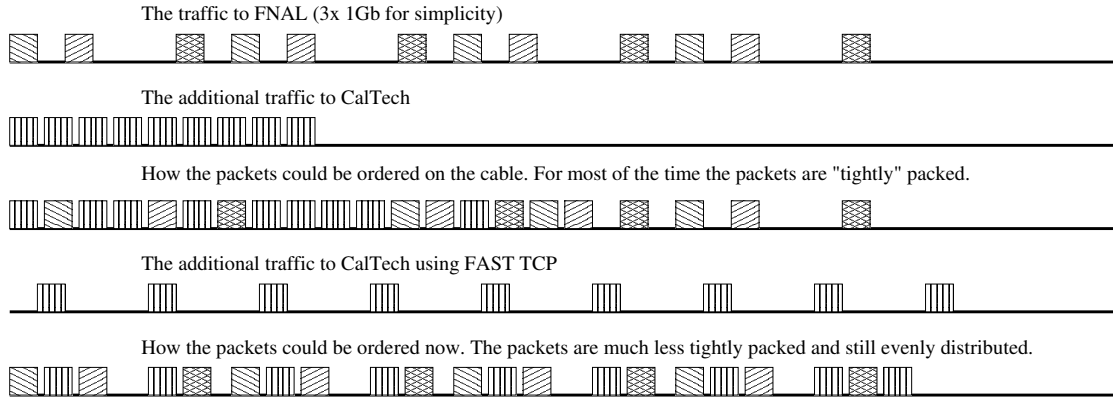 The traffic to FNAL (3x 1Gb for simplicity)
The additional traffic to CalTech
How the packets could be ordered on the cable. For most of the time the packets are "tightly" packed.
The additional traffic to CalTech using FAST TCP
How the packets could be ordered now. The packets are much less tightly packed and still evenly distributed.